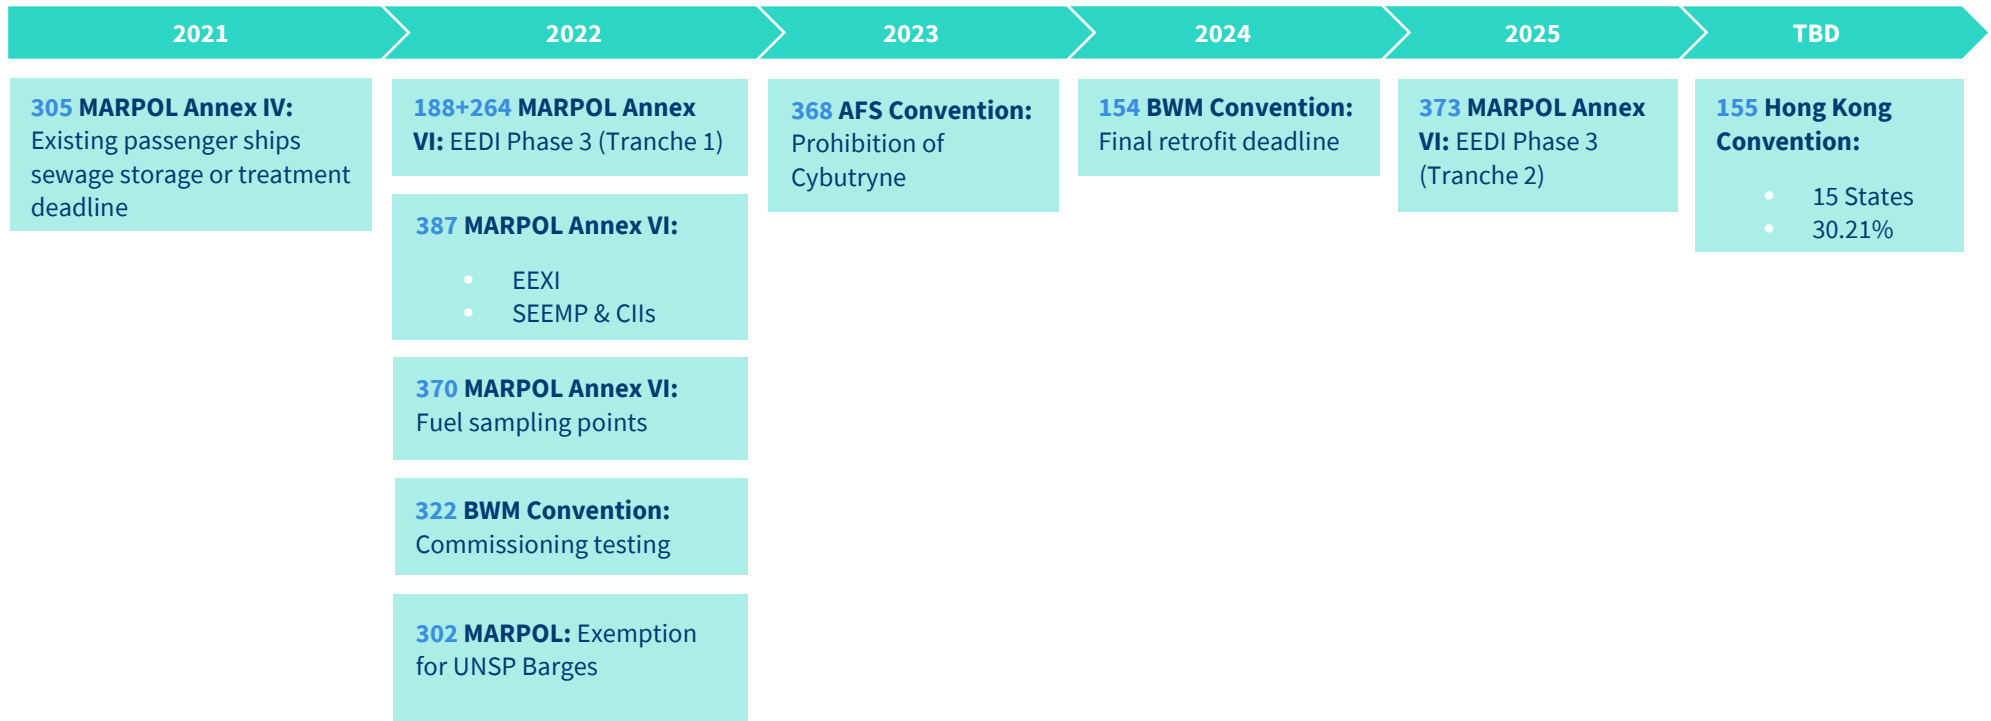 2021
2022
2023
2024
2025
TBD
305 MARPOL Annex IV:
Existing passenger ships
sewage storage or treatment
deadline
188+264 MARPOL Annex
VI: EEDI Phase 3 (Tranche 1)
387 MARPOL Annex VI:
• EEXI
• SEEMP & CIIs
370 MARPOL Annex VI:
Fuel sampling points
322 BWM Convention:
Commissioning testing
302 MARPOL: Exemption
for UNSP Barges
368 AFS Convention:
Prohibition of
Cybutryne
154 BWM Convention:
Final retrofit deadline
373 MARPOL Annex
VI: EEDI Phase 3
(Tranche 2)
155 Hong Kong
Convention:
• 15 States
• 30.21%